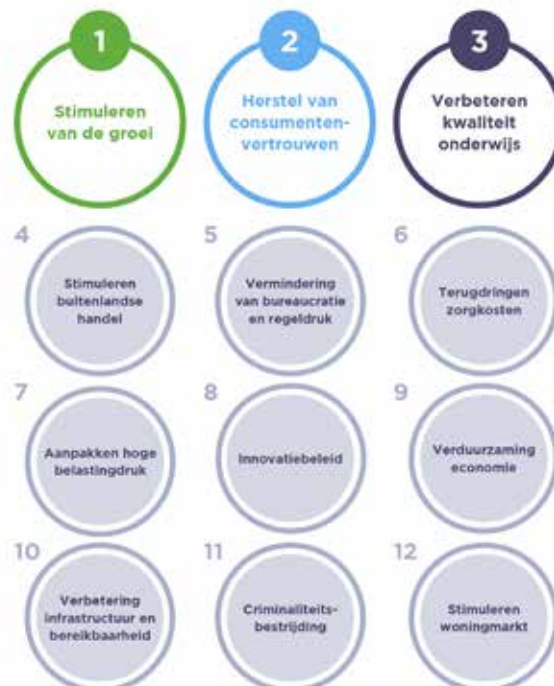 1
Stimuleren
van de groei
2
Herstel van
consumenten-
vertrouwen
3
Verbeteren
kwaliteit
onderwijs
4
Stimuleren
buitenlandse
handel
5
Vermindering
van bureaucratie
en regeldruk
6
Terugdringen
zorgkosten
7
Aanpakken hoge
belastingdruk
8
Innovatiebeleid
9
Verduurzaming
economie
10
Verbetering
infrastructuur en
bereikbaarheid
11
Criminaliteits-
bestrijding
12
Stimuleren
woningmarkt